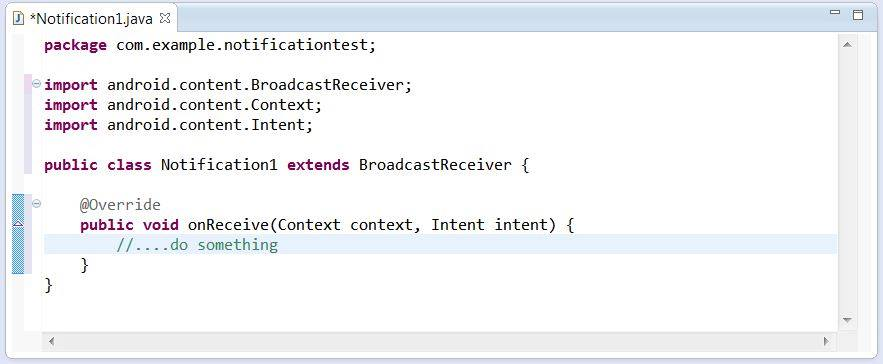 *Notification1.java
package com.example.notificationtest;
import android.content.BroadcastReceiver;
import android.content.Context;
import android.content.Intent;
public class Notification1 extends BroadcastReceiver {
@Override
public void onReceive(Context context, Intent intent) {
//....do something
}
}